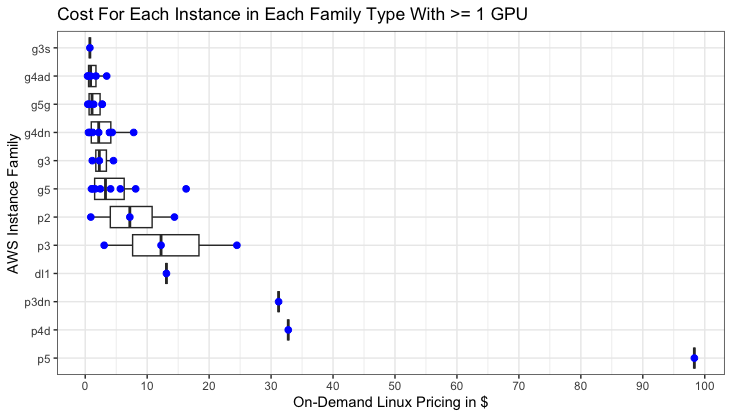 Cost For Each Instance in Each Family Type With >= 1 GPU
AWS Instance Family
g3s
g4ad
g5g
g4dn
g3
g5
p2
p3
dl1
p3dn
p4d
p5
0 10 20 30 40 50 60 70 80 90 100
On-Demand Linux Pricing in $